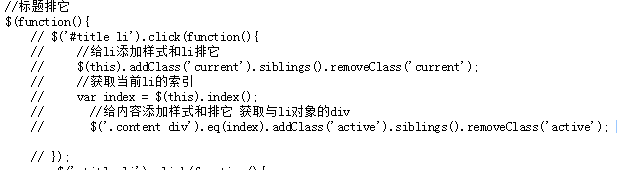 //标题排它
$(function(){
// $('#title li').click(function(){
// //给li添加样式和li排它
// $(this).addClass('current').siblings().removeClass('current');
// //获取当前li的索引
// var index = $(this).index();
// //给内容添加样式和排它 获取与li对象的div
// $('.content div').eq(index).addClass('active').siblings().removeClass('active');
// });